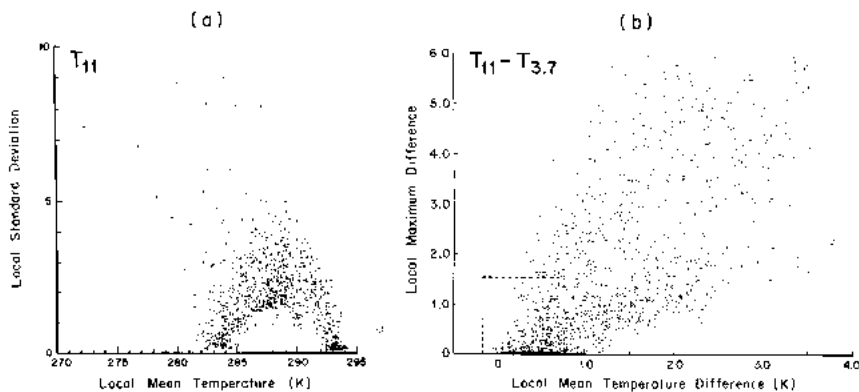 (a)
(b)
T11
T11 – T3.7
Local Standard Deviation
10
5
0
270
275
280
285
290
295
Local Mean Temperature (K)
Local Maximum Difference
6.0
5.0
4.0
3.0
2.0
1.0
0
0
1.0
2.0
3.0
4.0
Local Mean Temperature Difference (K)